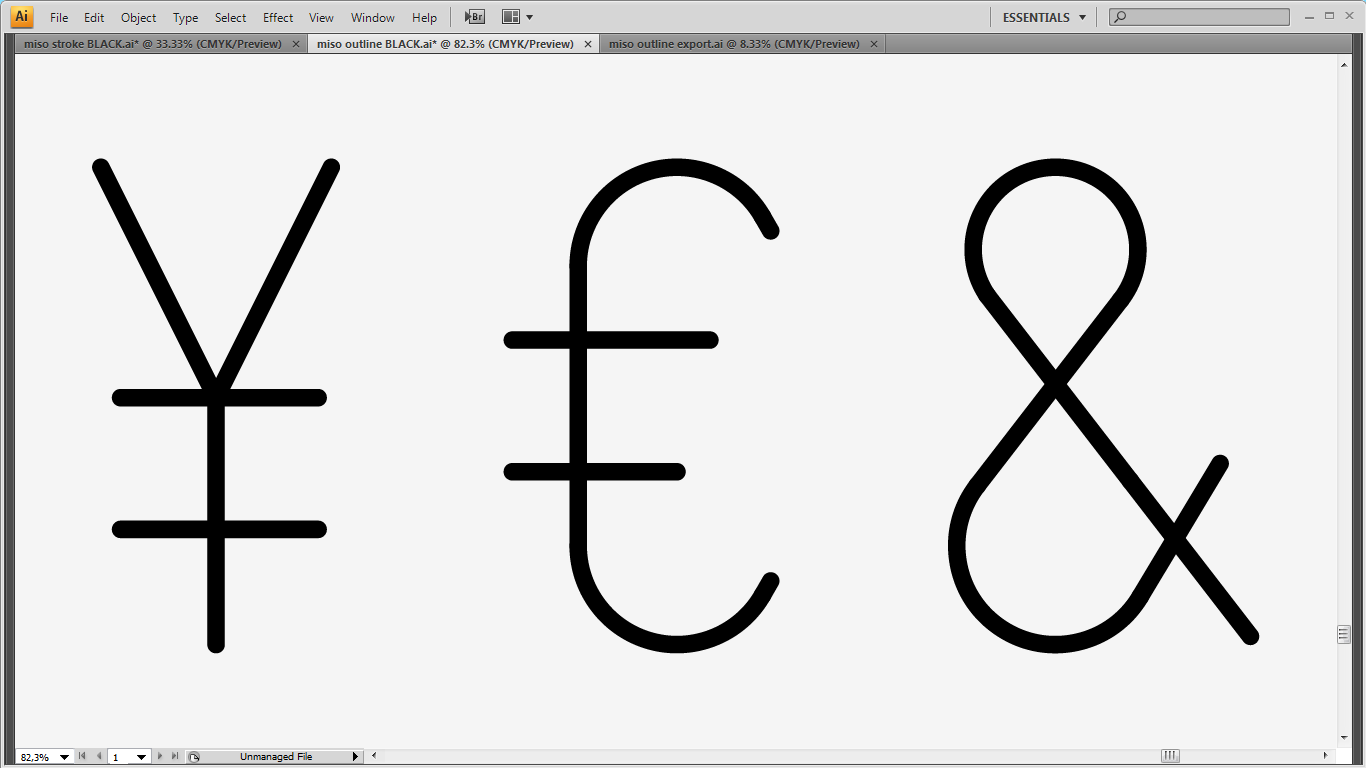 Ai File Edit Object Type Select Effect View Window Help Br ESSENTIALS
miso stroke BLACK.ai* @ 33.33% (CMYK/Preview) miso outline BLACK.ai* @ 82.3% (CMYK/Preview) miso outline export.ai @ 8.33% (CMYK/Preview)
¥ € &
82,3% 1 Unmanaged File